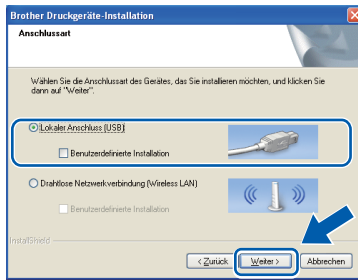 Brother Druckgeräte-Installation
Anschlussart
Wählen Sie die Anschlussart des Gerätes, das Sie installieren möchten, und klicken Sie
dann auf "Weiter".
Lokaler Anschluss (USB)
Benutzerdefinierte Installation
Drahtlose Netzwerkverbindung (Wireless LAN)
Benutzerdefinierte Installation
InstallShield
< Zurück
Weiter >
Abbrechen